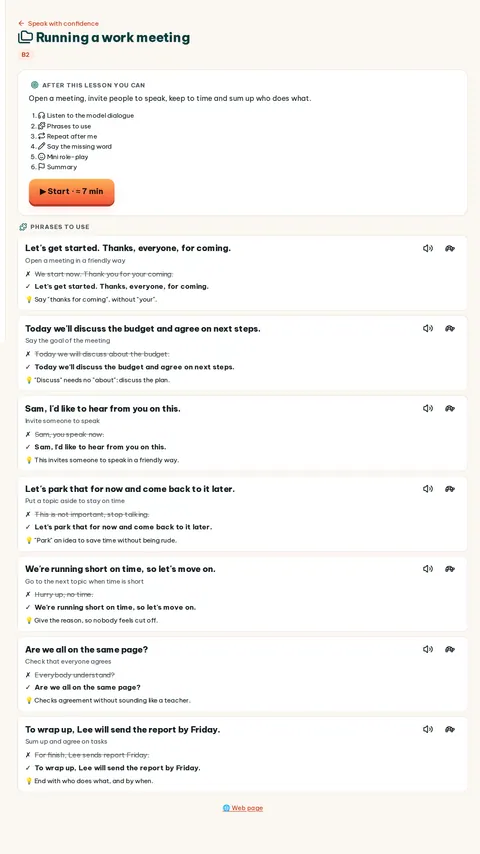 ← Speak with confidence
Running a work meeting
B2
AFTER THIS LESSON YOU CAN
Open a meeting, invite people to speak, keep to time and sum up who does what.
1. Listen to the model dialogue
2. Phrases to use
3. Repeat after me
4. Say the missing word
5. Mini role-play
6. Summary
▶ Start · ≈ 7 min
PHRASES TO USE
Let's get started. Thanks, everyone, for coming.
Open a meeting in a friendly way
✗ We start now. Thank you for your coming.
✓ Let's get started. Thanks, everyone, for coming.
💡 Say "thanks for coming", without "your".
Today we'll discuss the budget and agree on next steps.
Say the goal of the meeting
✗ Today we will discuss about the budget.
✓ Today we'll discuss the budget and agree on next steps.
💡 "Discuss" needs no "about": discuss the plan.
Sam, I'd like to hear from you on this.
Invite someone to speak
✗ Sam, you speak now.
✓ Sam, I'd like to hear from you on this.
💡 This invites someone to speak in a friendly way.
Let's park that for now and come back to it later.
Put a topic aside to stay on time
✗ This is not important, stop talking.
✓ Let's park that for now and come back to it later.
💡 "Park" an idea to save time without being rude.
We're running short on time, so let's move on.
Go to the next topic when time is short
✗ Hurry up, no time.
✓ We're running short on time, so let's move on.
💡 Give the reason, so nobody feels cut off.
Are we all on the same page?
Check that everyone agrees
✗ Everybody understand?
✓ Are we all on the same page?
💡 Checks agreement without sounding like a teacher.
To wrap up, Lee will send the report by Friday.
Sum up and agree on tasks
✗ For finish, Lee sends report Friday.
✓ To wrap up, Lee will send the report by Friday.
💡 End with who does what, and by when.
🌐 Web page